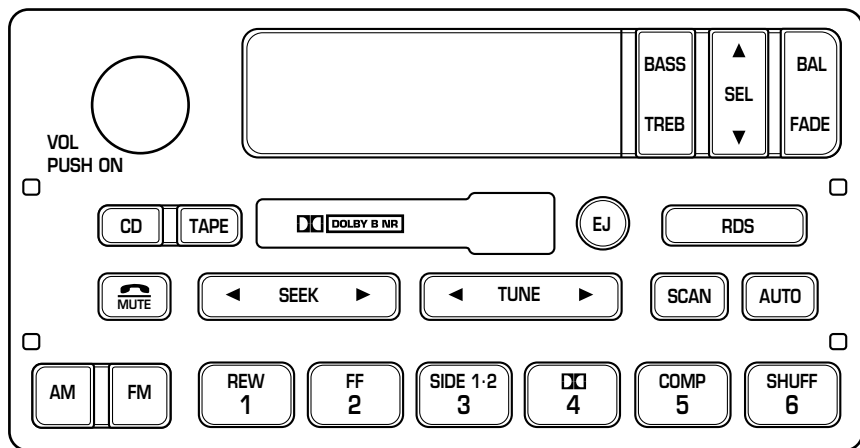 BASS
SEL
BAL
TREB
FADE
VOL
PUSH ON
CD
TAPE
DOLBY B NR
EJ
RDS
MUTE
SEEK
TUNE
SCAN
AUTO
AM
FM
REW
1
FF
2
SIDE 1·2
3
4
COMP
5
SHUFF
6